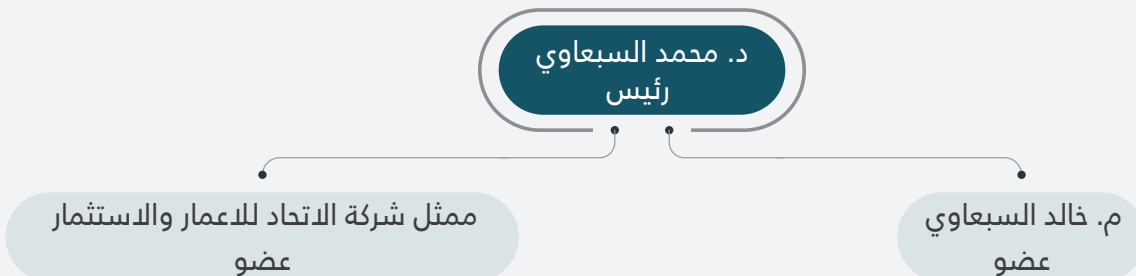 د. محمد السبعاوي
رئيس
م. خالد السبعاوي
عضو
ممثل شركة الاتحاد للاعمار والاستثمار
عضو